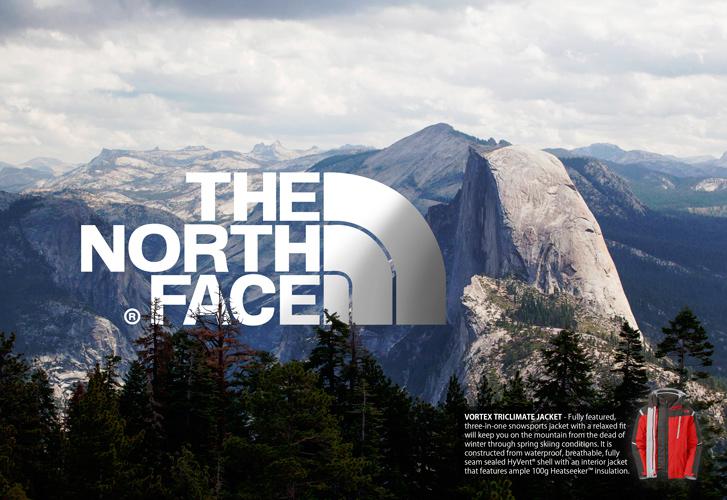 THE
NORTH
® FACE
VORTEX TRICLIMATE JACKET - Fully featured,
three-in-one snowsports jacket with a relaxed fit
will keep you on the mountain from the dead of
winter through spring skiing conditions. It is
constructed from waterproof, breathable, fully
seam sealed HyVent® shell with an interior jacket
that features ample 100g Heatseeker™ insulation.